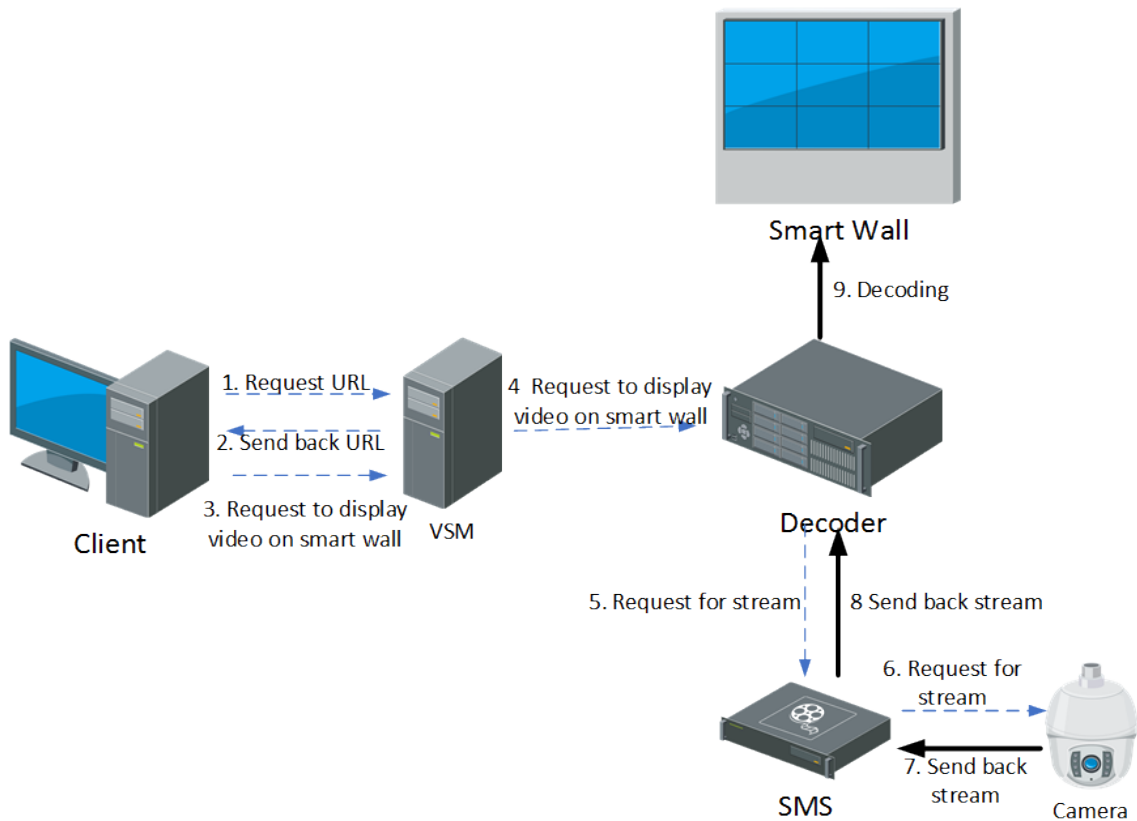 Smart Wall
9. Decoding
1. Request URL
2. Send back URL
3. Request to display
video on smart wall
Client
VSM
4  Request to display
video on smart wall
Decoder
5. Request for stream
8 Send back stream
6. Request for
stream
7. Send back
stream
SMS
Camera